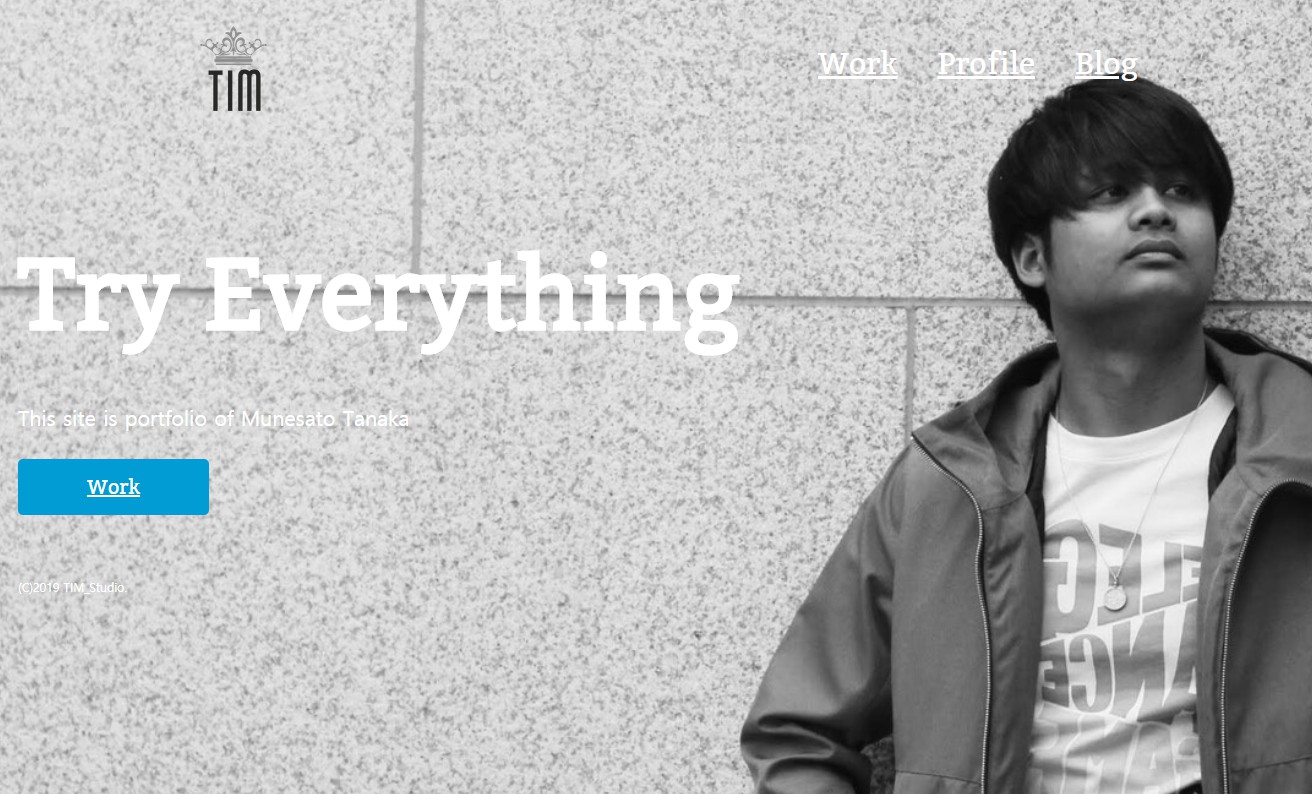 TIM
Work Profile Blog
Try Everything
This site is portfolio of Munesato Tanaka
Work
(C)2019 TIM_Studio.